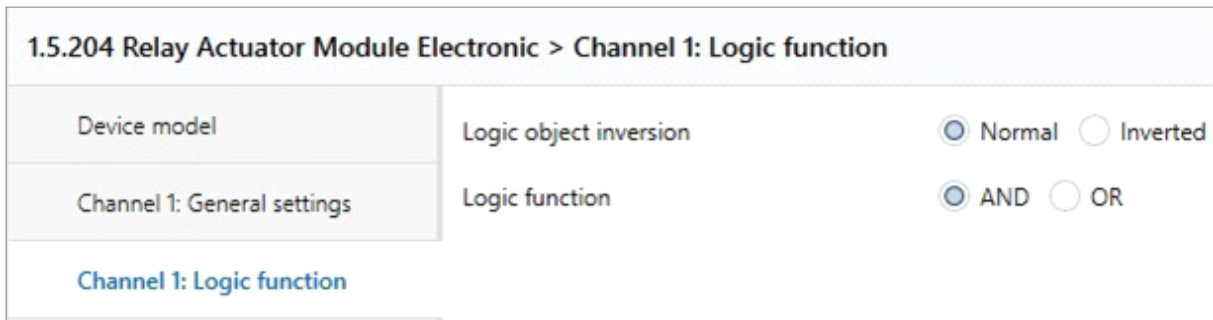 1.5.204 Relay Actuator Module Electronic > Channel 1: Logic function
Device model
Logic object inversion Normal Inverted
Channel 1: General settings
Logic function AND OR
Channel 1: Logic function